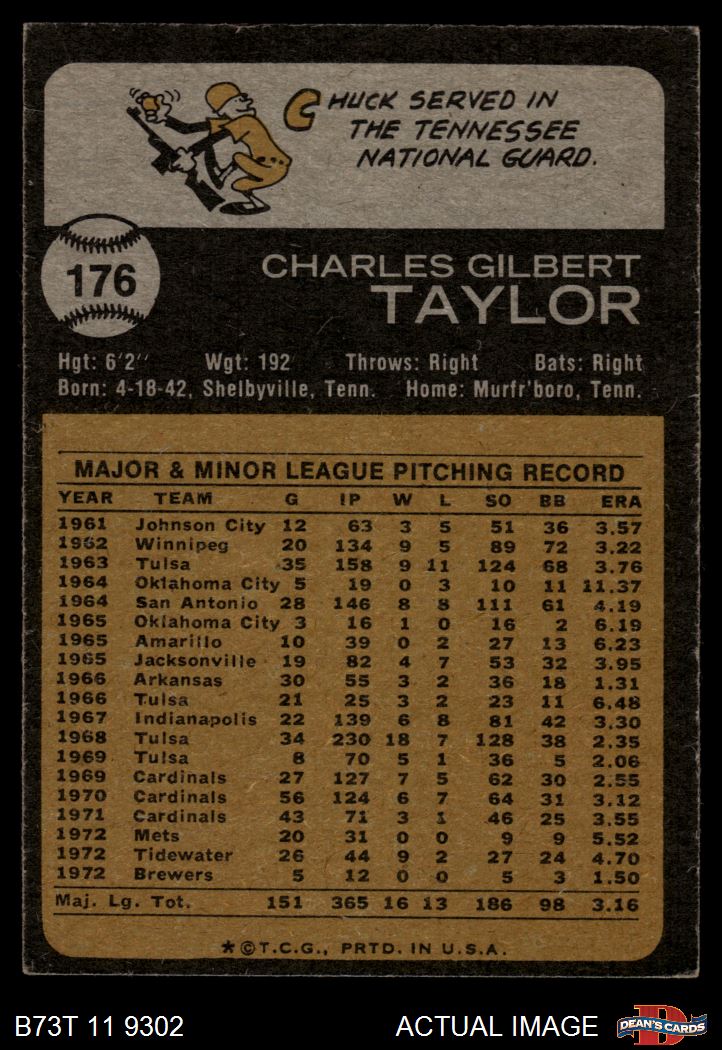 CHUCK SERVED IN
THE TENNESSEE
NATIONAL GUARD.
176
CHARLES GILBERT
TAYLOR
Hgt: 6'2" Wgt: 192 Throws: Right Bats: Right
Born: 4-18-42, Shelbyville, Tenn. Home: Murfr'boro, Tenn.
MAJOR & MINOR LEAGUE PITCHING RECORD
YEAR TEAM G IP W L SO BB ERA
1961 Johnson City 12 63 3 5 51 36 3.57
1962 Winnipeg 20 134 9 5 89 72 3.22
1963 Tulsa 35 158 9 11 124 68 3.76
1964 Oklahoma City 5 19 0 3 10 11 11.37
1964 San Antonio 28 146 8 8 111 61 4.19
1965 Oklahoma City 3 16 1 0 16 2 6.19
1965 Amarillo 10 39 0 2 27 13 6.23
1965 Jacksonville 19 82 4 7 53 32 3.95
1966 Arkansas 30 55 3 2 36 18 1.31
1966 Tulsa 21 25 3 2 23 11 6.48
1967 Indianapolis 22 139 6 8 81 42 3.30
1968 Tulsa 34 230 18 7 128 38 2.35
1969 Tulsa 8 70 5 1 36 5 2.06
1969 Cardinals 27 127 7 5 62 30 2.55
1970 Cardinals 56 124 6 7 64 31 3.12
1971 Cardinals 43 71 3 1 46 25 3.55
1972 Mets 20 31 0 0 9 9 5.52
1972 Tidewater 26 44 9 2 27 24 4.70
1972 Brewers 5 12 0 0 5 3 1.50
Maj. Lg. Tot. 151 365 16 13 186 98 3.16
*©T.C.G., PRTD. IN U.S.A.
B73T 11 9302 ACTUAL IMAGE D DEAN'S CARDS